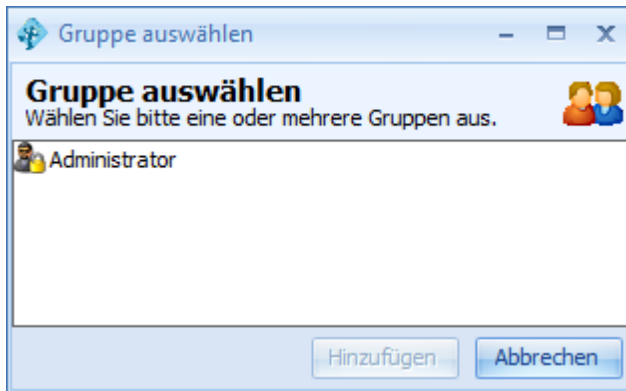 Gruppe auswählen
Gruppe auswählen
Wählen Sie bitte eine oder mehrere Gruppen aus.
Administrator
Hinzufügen Abbrechen